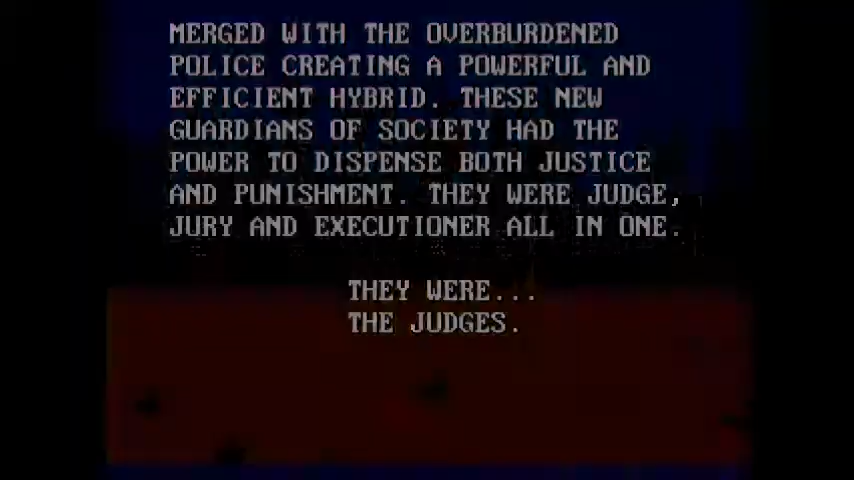 MERGED WITH THE OVERBURDENED
POLICE CREATING A POWERFUL AND
EFFICIENT HYBRID. THESE NEW
GUARDIANS OF SOCIETY HAD THE
POWER TO DISPENSE BOTH JUSTICE
AND PUNISHMENT. THEY WERE JUDGE,
JURY AND EXECUTIONER ALL IN ONE.
THEY WERE...
THE JUDGES.